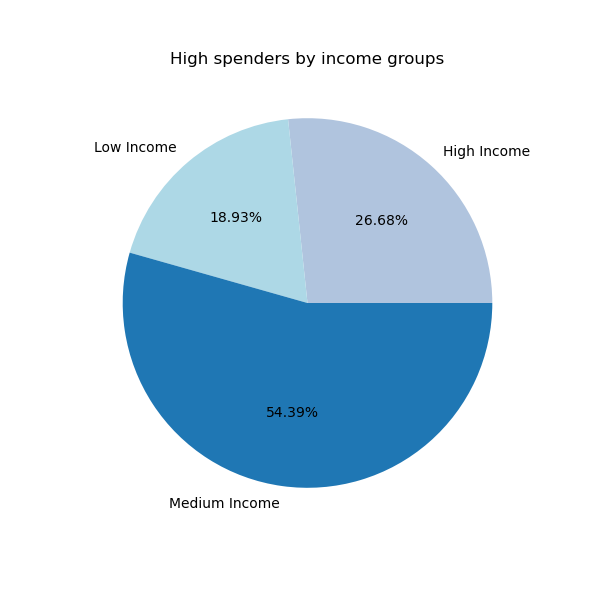 High spenders by income groups
Low Income
High Income
18.93%
26.68%
54.39%
Medium Income